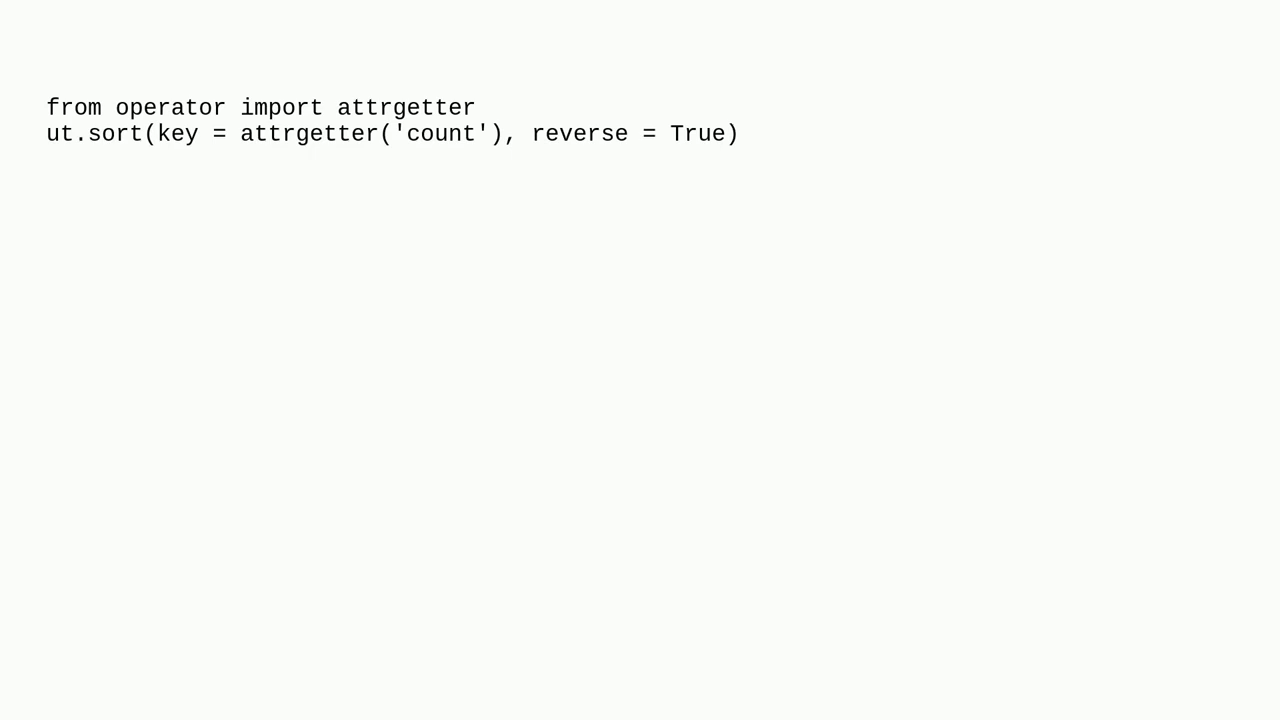 from operator import attrgetter
ut.sort(key = attrgetter('count'), reverse = True)